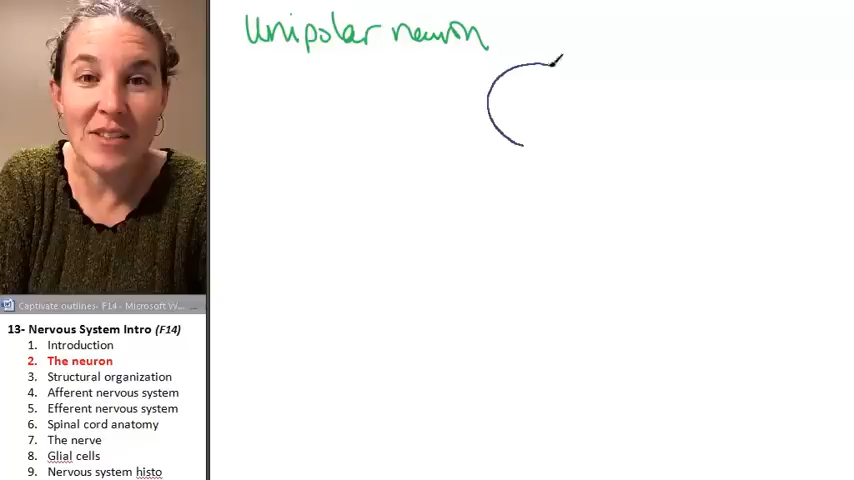 Unipolar neuron
Captivate outlines- F14 - Microsoft W...
13- Nervous System Intro (F14)
1. Introduction
2. The neuron
3. Structural organization
4. Afferent nervous system
5. Efferent nervous system
6. Spinal cord anatomy
7. The nerve
8. Glial cells
9. Nervous system histo